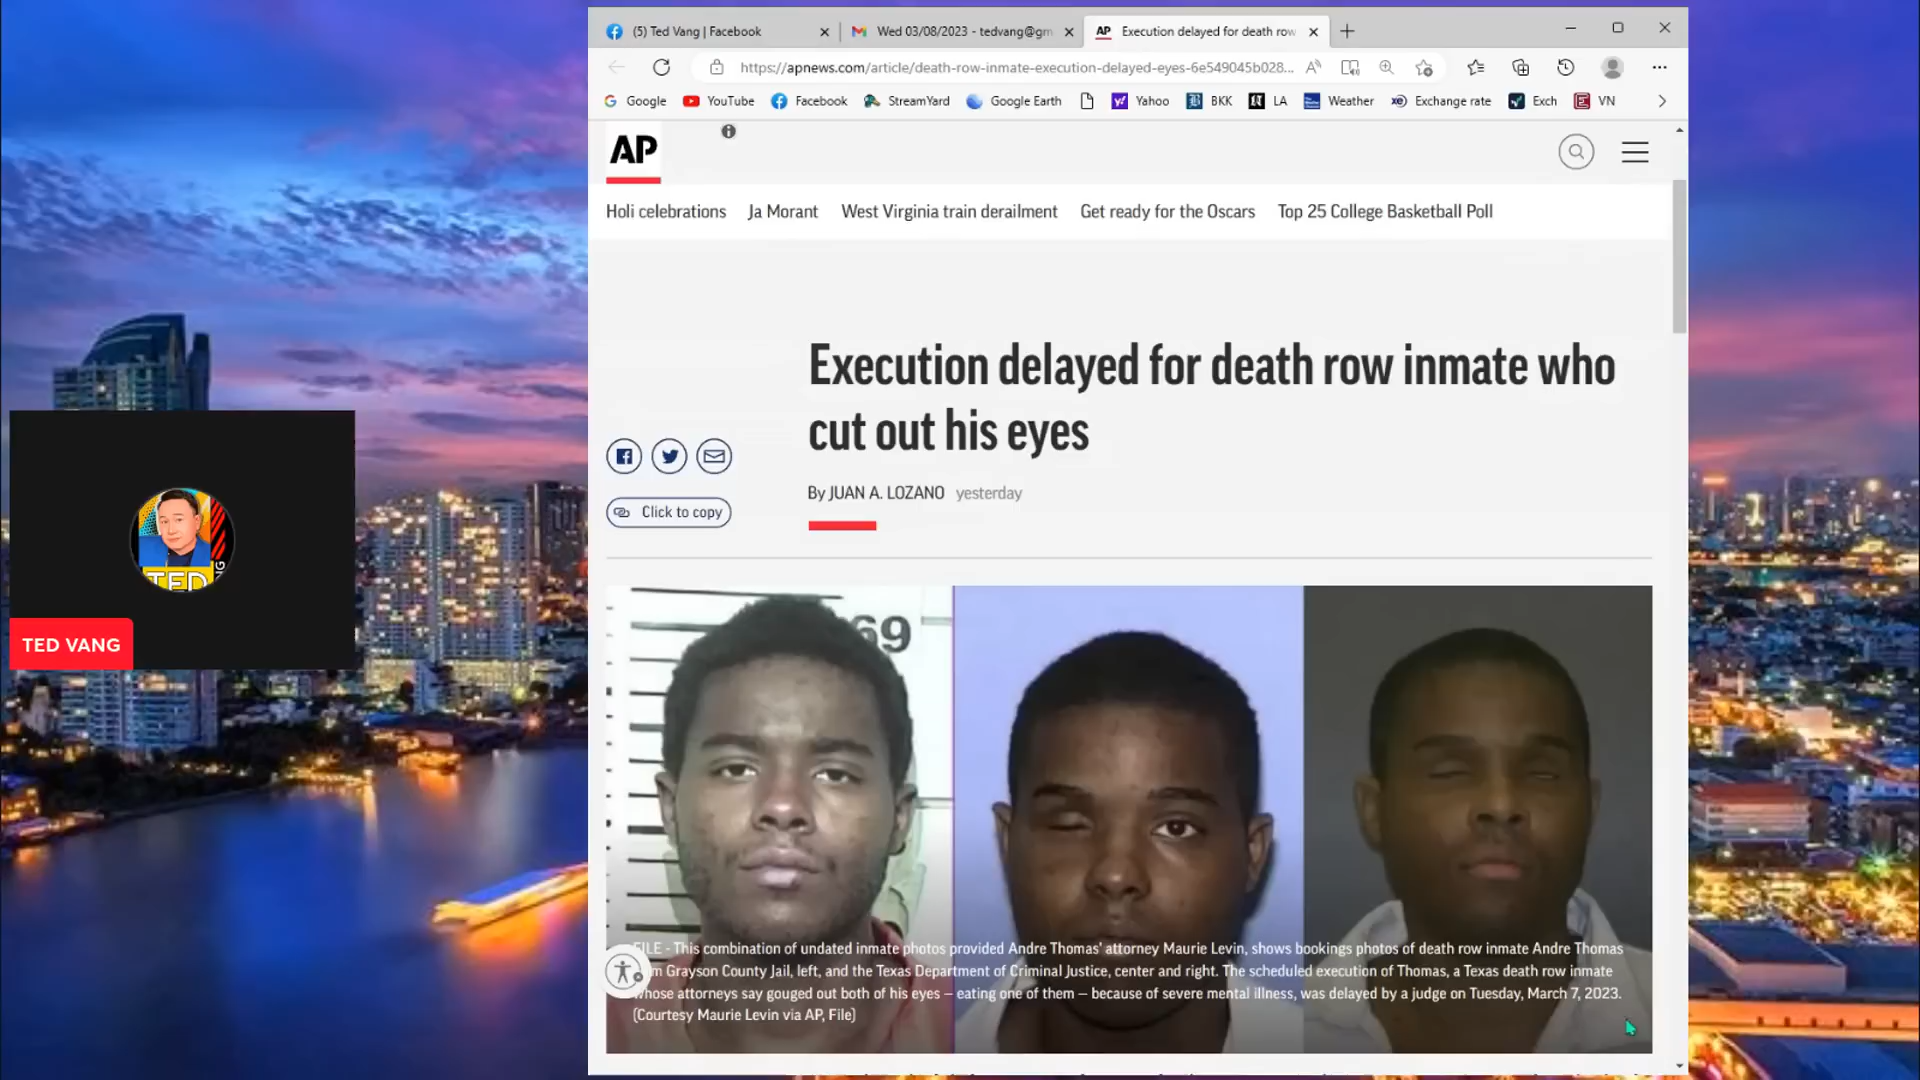 (5) Ted Vang | Facebook
Wed 03/08/2023 - tedvang@gm
AP Execution delayed for death row
https://apnews.com/article/death-row-inmate-execution-delayed-eyes-6e549045b028...
Google YouTube Facebook StreamYard Google Earth Yahoo BKK LA Weather Exchange rate Exch VN
AP
Holi celebrations Ja Morant West Virginia train derailment Get ready for the Oscars Top 25 College Basketball Poll
Execution delayed for death row inmate who
cut out his eyes
By JUAN A. LOZANO yesterday
Click to copy
TED
TED VANG
69
FILE - This combination of undated inmate photos provided Andre Thomas' attorney Maurie Levin, shows bookings photos of death row inmate Andre Thomas
Grayson County Jail, left, and the Texas Department of Criminal Justice, center and right. The scheduled execution of Thomas, a Texas death row inmate
whose attorneys say gouged out both of his eyes — eating one of them — because of severe mental illness, was delayed by a judge on Tuesday, March 7, 2023.
(Courtesy Maurie Levin via AP, File)